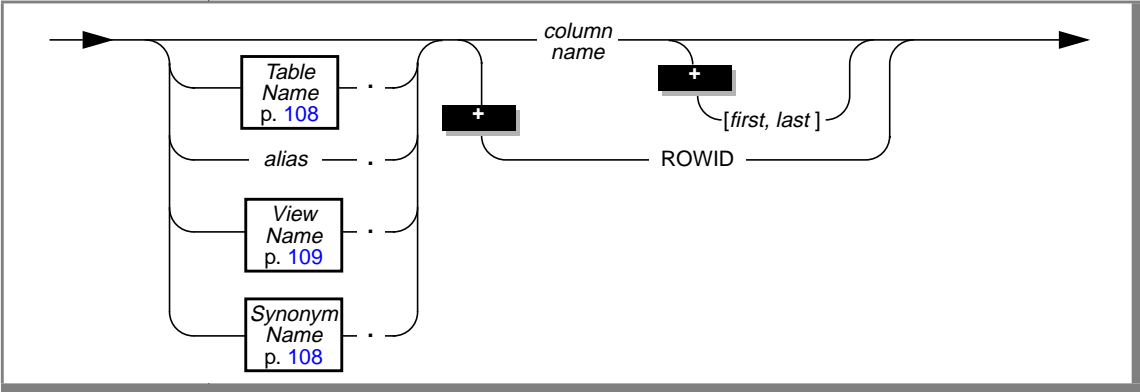 column
name
+
Table
Name
p. 108
.
[first, last ]
+
alias
.
ROWID
View
Name
p. 109
.
Synonym
Name
p. 108
.